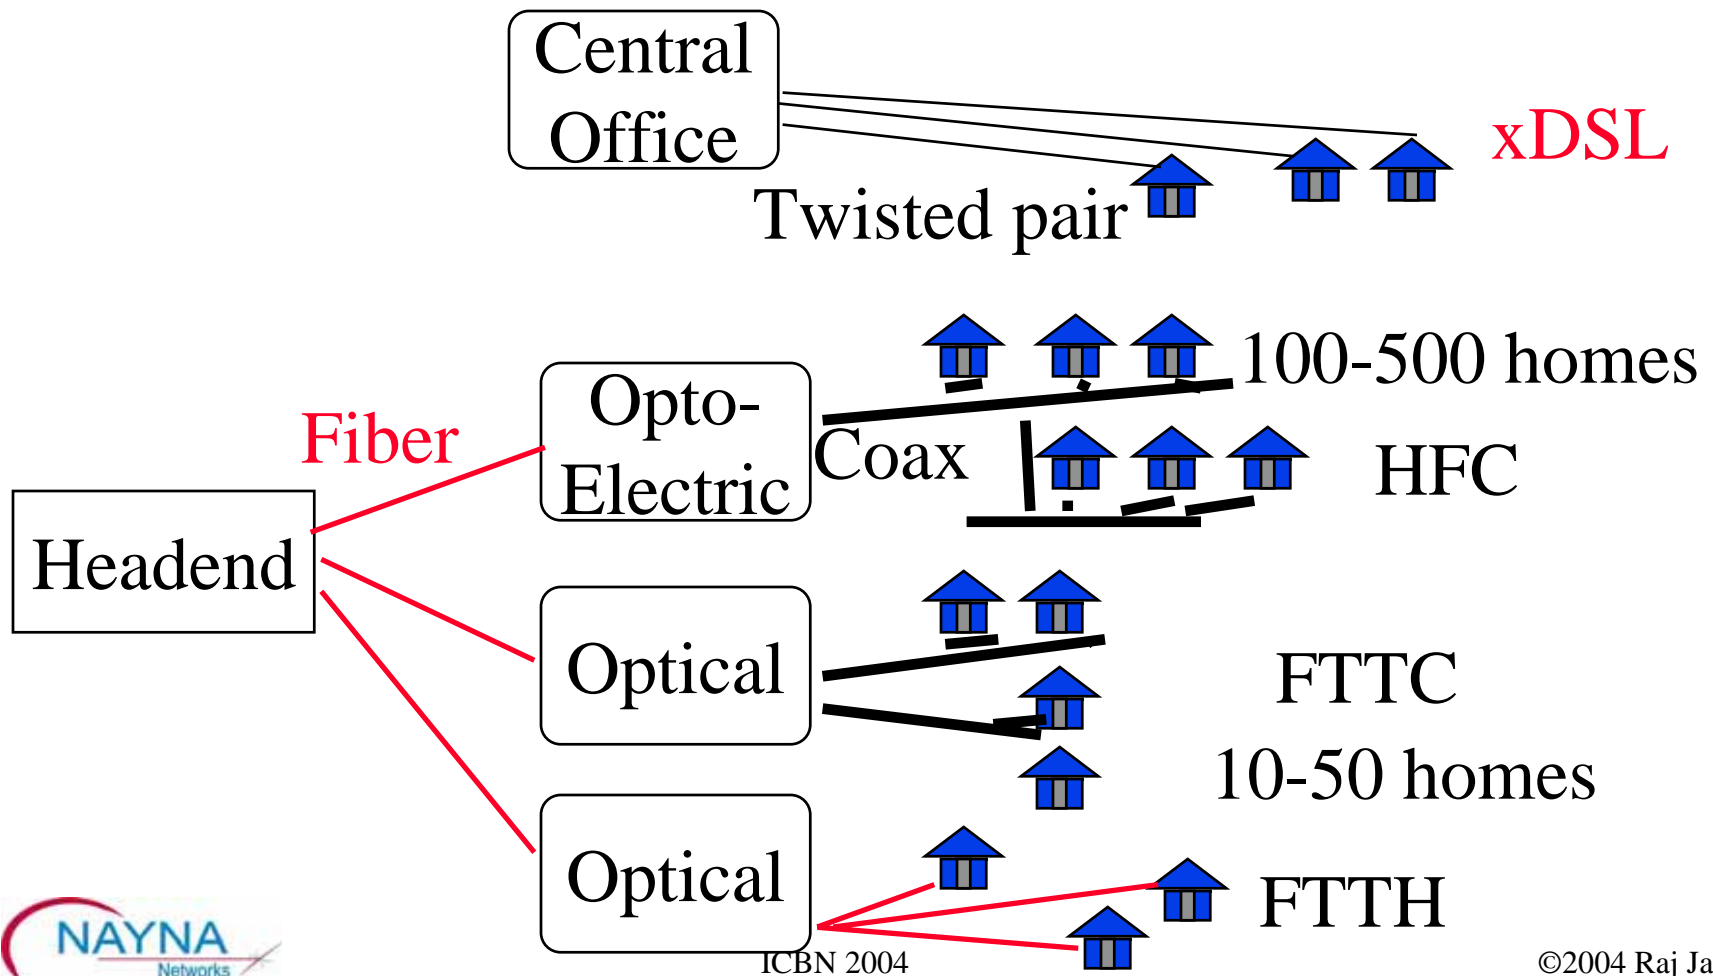 Central
Office
xDSL
Twisted pair
100-500 homes
Opto-
Electric
Fiber
Coax
HFC
Headend
Optical
FTTC
10-50 homes
Optical
FTTH
NAYNA
Networks
ICBN 2004
©2004 Raj Ja